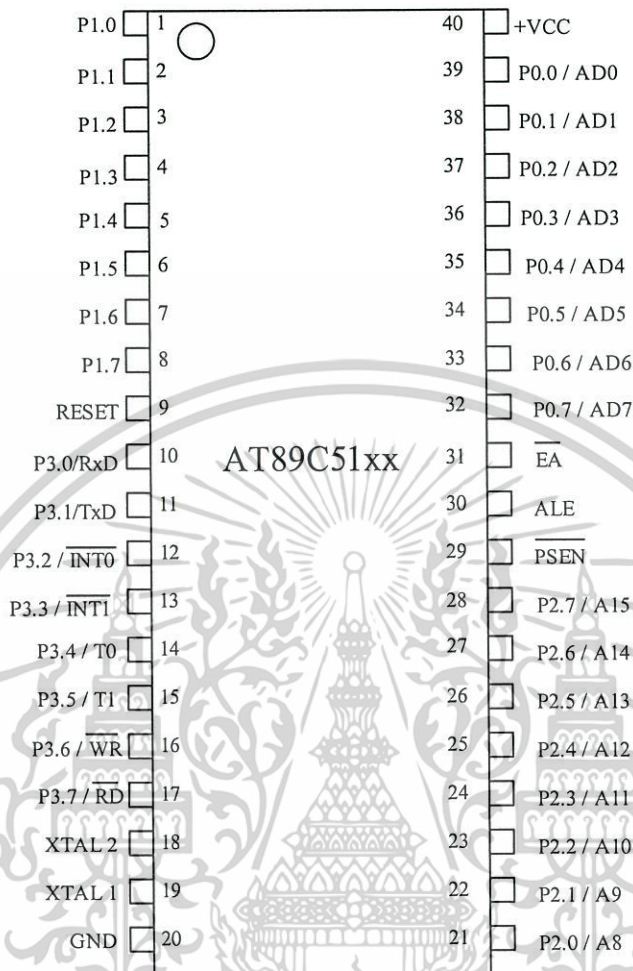 P1.0 1 40 +VCC
P1.1 2 39 P0.0 / AD0
P1.2 3 38 P0.1 / AD1
P1.3 4 37 P0.2 / AD2
P1.4 5 36 P0.3 / AD3
P1.5 6 35 P0.4 / AD4
P1.6 7 34 P0.5 / AD5
P1.7 8 33 P0.6 / AD6
RESET 9 32 P0.7 / AD7
P3.0/RxD 10 AT89C51xx 31 E̅A̅
P3.1/TxD 11 30 ALE
P3.2 / I̅N̅T̅0̅ 12 29 P̅S̅E̅N̅
P3.3 / I̅N̅T̅1̅ 13 28 P2.7 / A15
P3.4 / T0 14 27 P2.6 / A14
P3.5 / T1 15 26 P2.5 / A13
P3.6 / W̅R̅ 16 25 P2.4 / A12
P3.7 / R̅D̅ 17 24 P2.3 / A11
XTAL 2 18 23 P2.2 / A10
XTAL 1 19 22 P2.1 / A9
GND 20 21 P2.0 / A8